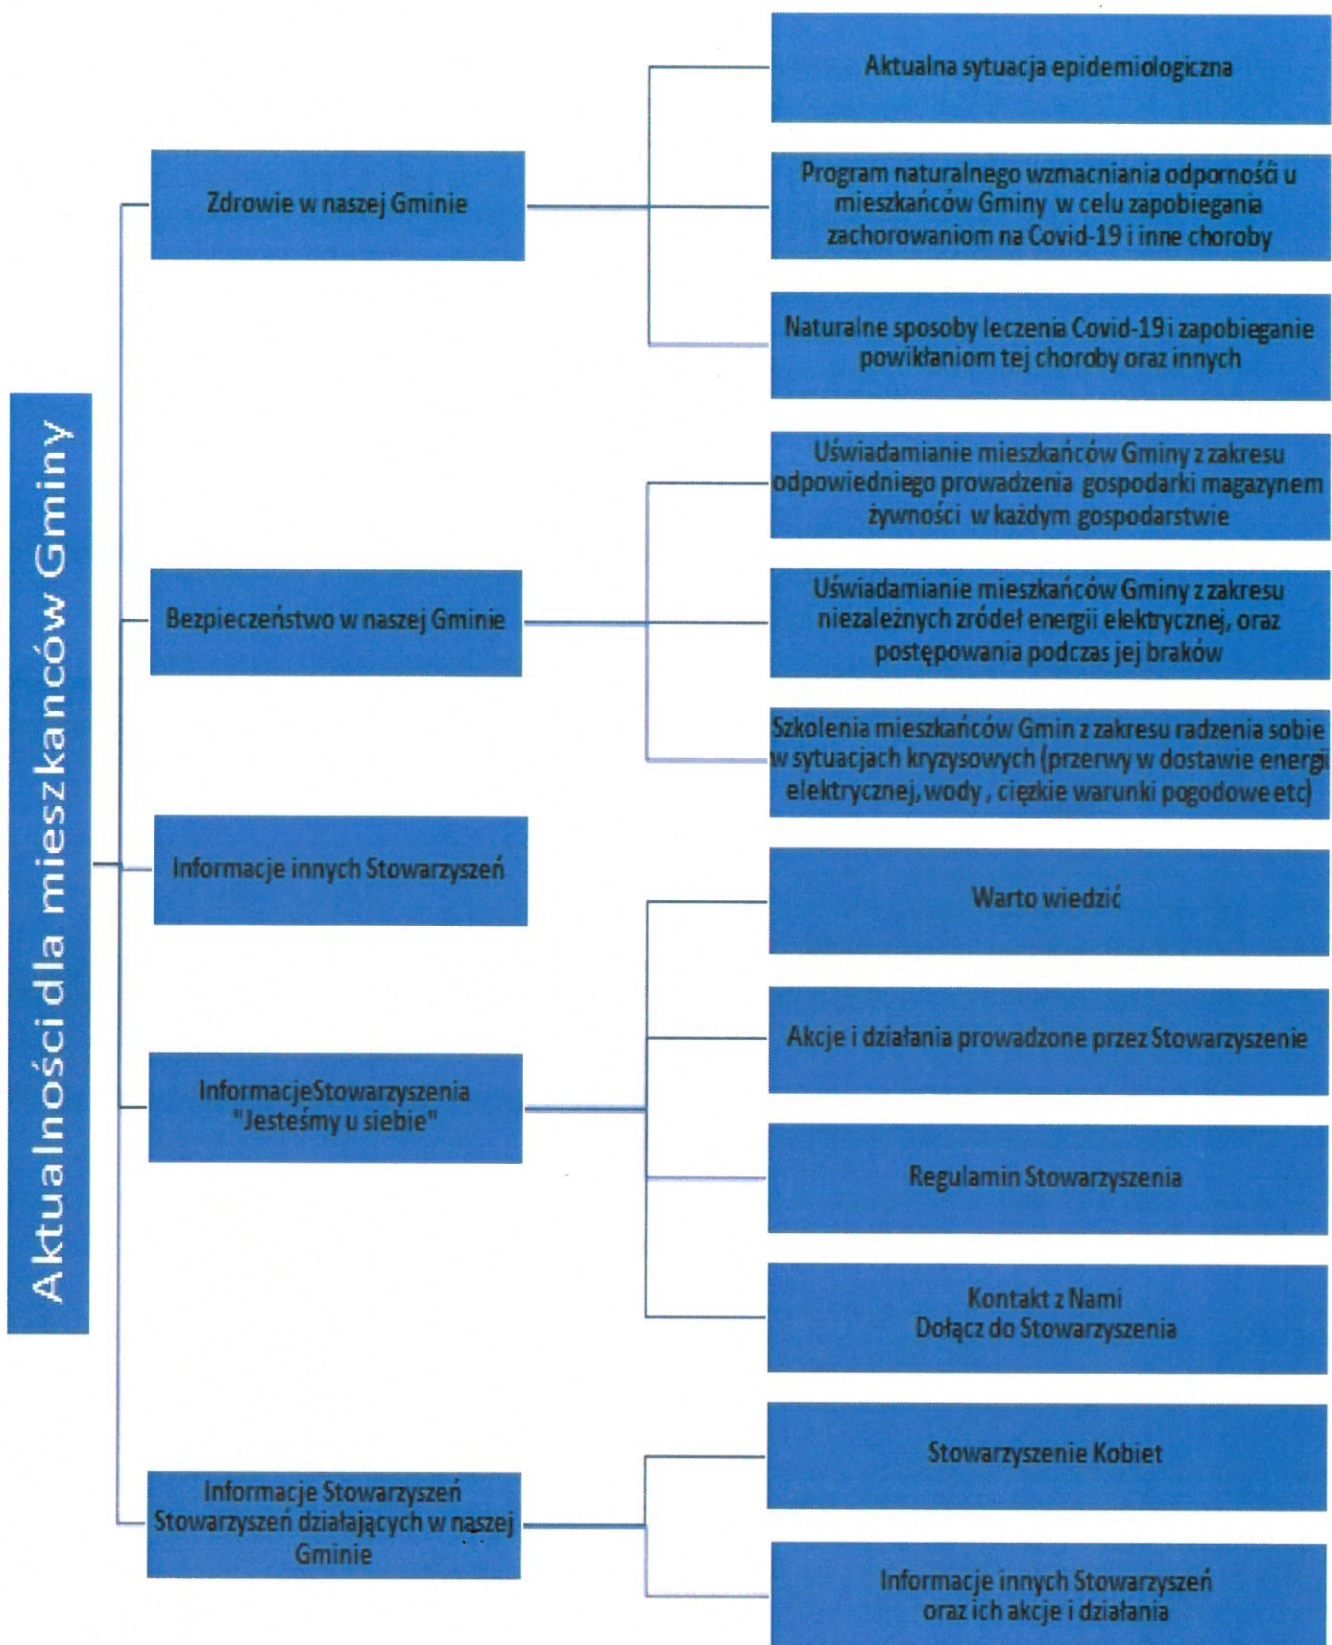 Aktualności dla mieszkanców Gminy
Zdrowie w naszej Gminie
Aktualna sytuacja epidemiologiczna
Program naturalnego wzmacniania odporności u
mieszkańców Gminy w celu zapobiegania
zachorowaniom na Covid-19 i inne choroby
Naturalne sposoby leczenia Covid-19 i zapobieganie
powikłaniom tej choroby oraz innych
Bezpieczeństwo w naszej Gminie
Uświadamianie mieszkańców Gminy z zakresu
odpowiedniego prowadzenia gospodarki magazynem
żywności w każdym gospodarstwie
Uświadamianie mieszkańców Gminy z zakresu
niezależnych zródeł energii elektrycznej, oraz
postępowania podczas jej braków
Szkolenia mieszkańców Gmin z zakresu radzenia sobie
w sytuacjach kryzysowych (przerwy w dostawie energii
elektrycznej, wody , ciężkie warunki pogodowe etc)
Informacje innych Stowarzyszeń
InformacjeStowarzyszenia
"Jesteśmy u siebie"
Warto wiedzić
Akcje i działania prowadzone przez Stowarzyszenie
Regulamin Stowarzyszenia
Kontakt z Nami
Dołącz do Stowarzyszenia
Informacje Stowarzyszeń
Stowarzyszeń działających w naszej
Gminie
Stowarzyszenie Kobiet
Informacje innych Stowarzyszeń
oraz ich akcje i działania